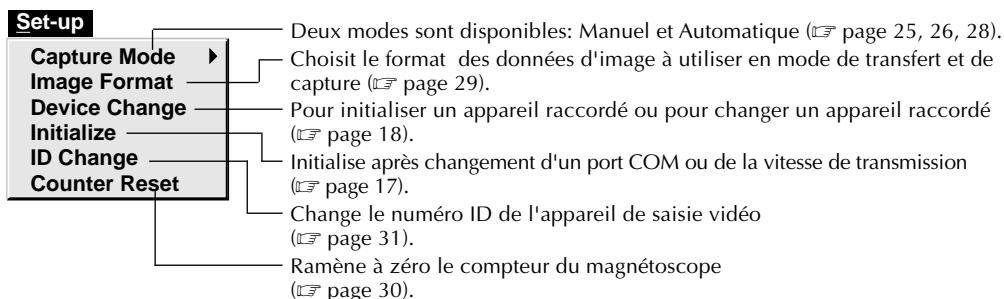 Set-up
Capture Mode
Image Format
Device Change
Initialize
ID Change
Counter Reset
Deux modes sont disponibles: Manuel et Automatique (☞ page 25, 26, 28).
Choisit le format des données d'image à utiliser en mode de transfert et de
capture (☞ page 29).
Pour initialiser un appareil raccordé ou pour changer un appareil raccordé
(☞ page 18).
Initialise après changement d'un port COM ou de la vitesse de transmission
(☞ page 17).
Change le numéro ID de l'appareil de saisie vidéo
(☞ page 31).
Ramène à zéro le compteur du magnétoscope
(☞ page 30).